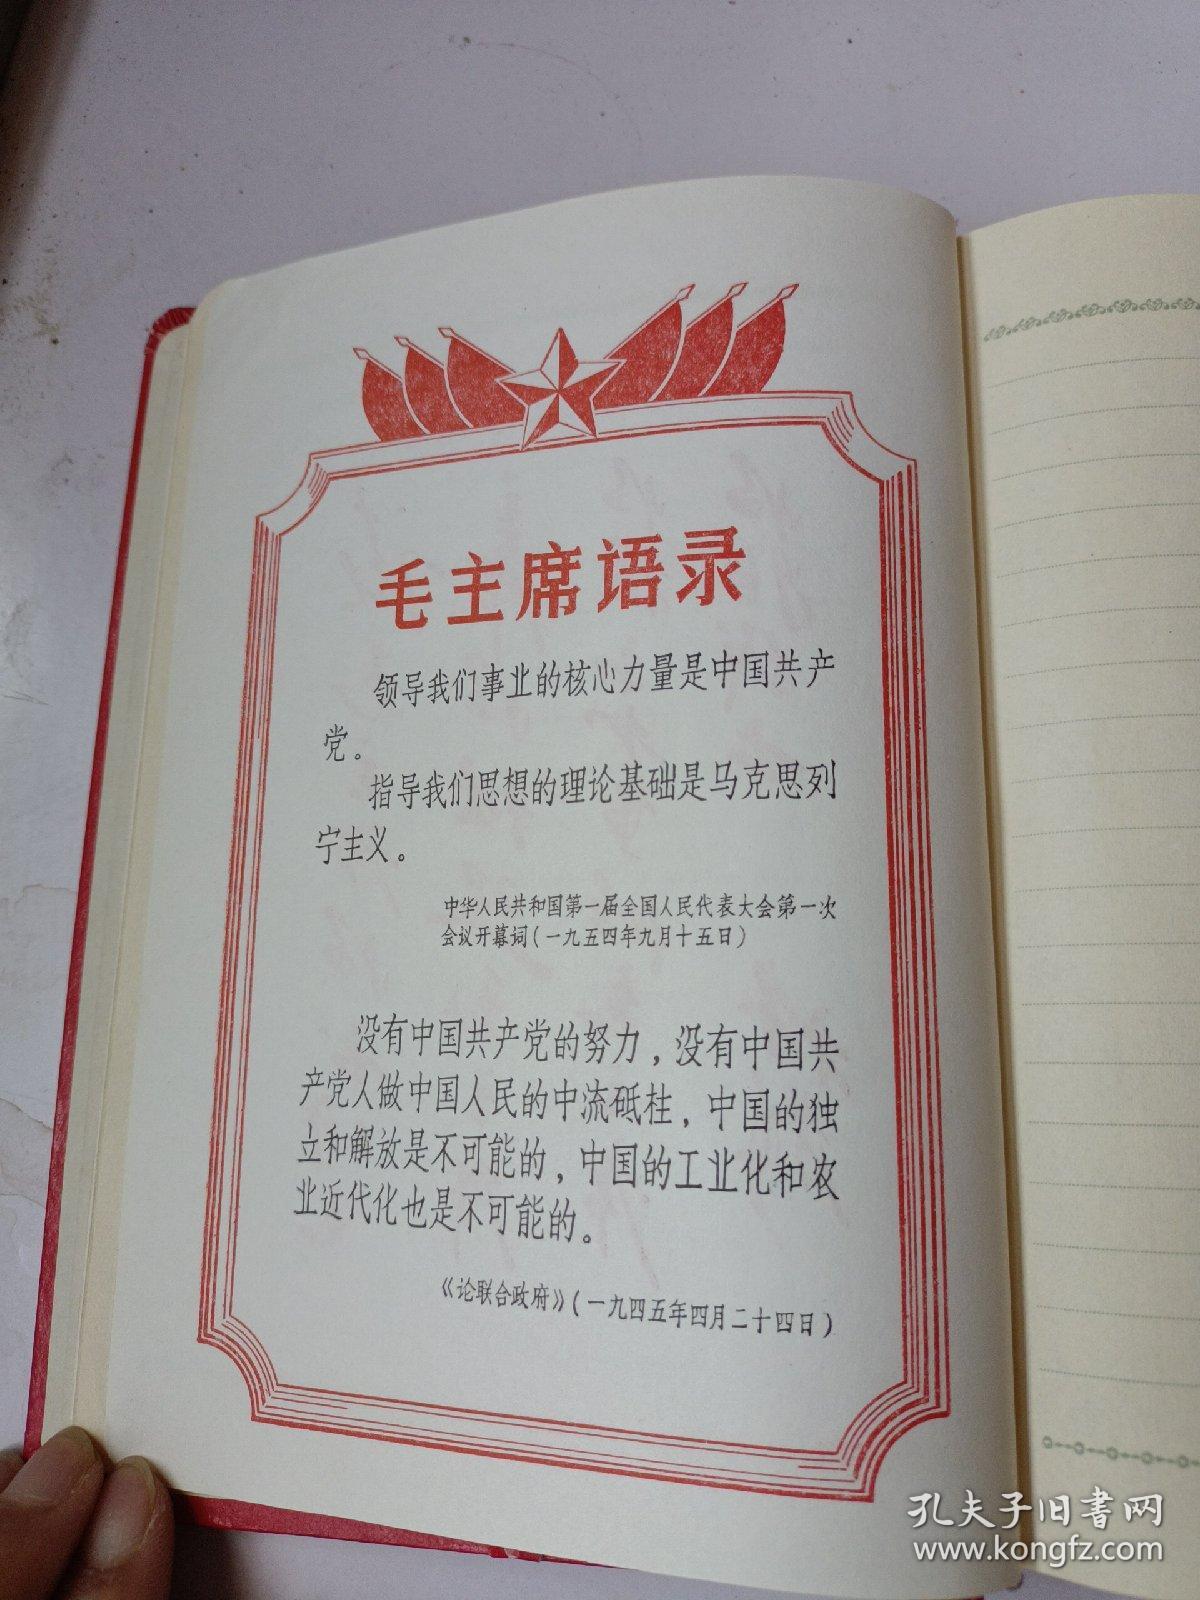 毛主席语录
领导我们事业的核心力量是中国共产
党。
指导我们思想的理论基础是马克思列
宁主义。
中华人民共和国第一届全国人民代表大会第一次
会议开幕词(一九五四年九月十五日)
没有中国共产党的努力,没有中国共
产党人做中国人民的中流砥柱,中国的独
立和解放是不可能的,中国的工业化和农
业近代化也是不可能的。
《论联合政府》(一九四五年四月二十四日)
孔夫子旧书网
www.kongfz.com